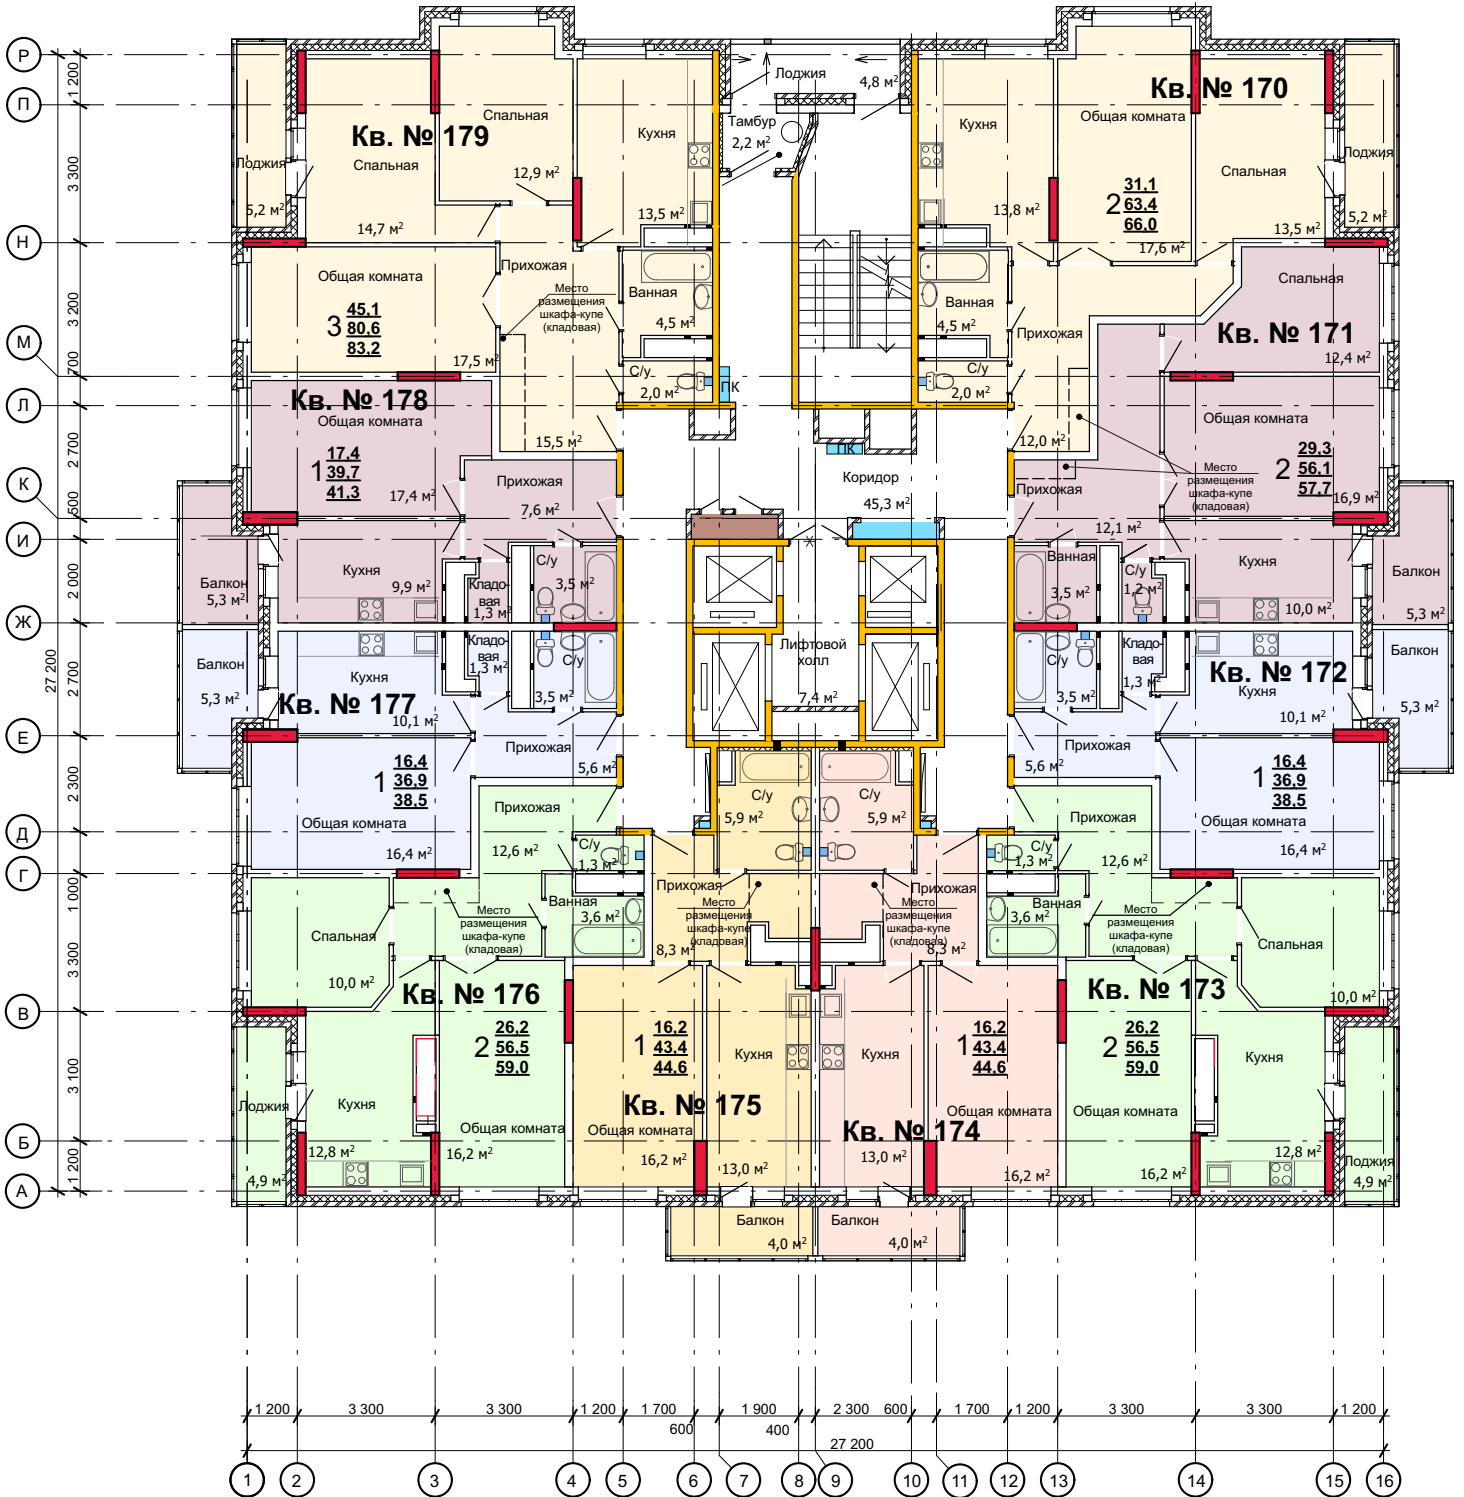 Р
П
Н
М
Л
К
И
Ж
Е
Д
Г
В
Б
А
1 200
3 300
3 200
700
2 700
500
2 000
2 700
2 300
1 000
3 300
3 100
1 200
27 200
Кв. № 179
Лоджия
5,2 м²
Спальная
14,7 м²
Спальная
12,9 м²
Кухня
13,5 м²
Общая комната
3
45,1
80,6
83,2
17,5 м²
Прихожая
Место
размещения
шкафа-купе
(кладовая)
15,5 м²
Ванная
4,5 м²
С/у
2,0 м²
Лоджия
4,8 м²
Тамбур
2,2 м²
ПК
ПК
Коридор
45,3 м²
Лифтовой
холл
7,4 м²
Кв. № 170
Кухня
13,8 м²
Общая комната
2
31,1
63,4
66,0
17,6 м²
Спальная
13,5 м²
Лоджия
5,2 м²
Ванная
4,5 м²
С/у
2,0 м²
Прихожая
12,0 м²
Кв. № 171
Спальная
12,4 м²
Общая комната
2
29,3
56,1
57,7
16,9 м²
Место
размещения
шкафа-купе
(кладовая)
Прихожая
12,1 м²
Ванная
3,5 м²
С/у
1,2 м²
Кухня
10,0 м²
Балкон
5,3 м²
Кв. № 178
Общая комната
1
17,4
39,7
41,3
17,4 м²
Прихожая
7,6 м²
Кухня
9,9 м²
Кладо-
вая
1,3 м²
С/у
3,5 м²
Балкон
5,3 м²
Кв. № 177
Балкон
5,3 м²
Кухня
10,1 м²
Кладо-
вая
1,3 м²
С/у
3,5 м²
Прихожая
5,6 м²
1
16,4
36,9
38,5
Общая комната
16,4 м²
Кв. № 172
С/у
3,5 м²
Кладо-
вая
1,3 м²
Кухня
10,1 м²
Балкон
5,3 м²
Прихожая
5,6 м²
1
16,4
36,9
38,5
Общая комната
16,4 м²
Кв. № 176
Прихожая
12,6 м²
С/у
1,3 м²
Ванная
3,6 м²
Место
размещения
шкафа-купе
(кладовая)
Спальная
10,0 м²
2
26,2
56,5
59,0
Кухня
12,8 м²
Общая комната
16,2 м²
Лоджия
4,9 м²
Кв. № 175
С/у
5,9 м²
Прихожая
8,3 м²
Место
размещения
шкафа-купе
(кладовая)
1
16,2
43,4
44,6
Общая комната
16,2 м²
Кухня
13,0 м²
Балкон
4,0 м²
Кв. № 174
С/у
5,9 м²
Прихожая
8,3 м²
Место
размещения
шкафа-купе
(кладовая)
1
16,2
43,4
44,6
Кухня
13,0 м²
Общая комната
16,2 м²
Балкон
4,0 м²
Кв. № 173
Прихожая
12,6 м²
С/у
1,3 м²
Ванная
3,6 м²
Место
размещения
шкафа-купе
(кладовая)
Спальная
10,0 м²
2
26,2
56,5
59,0
Общая комната
16,2 м²
Кухня
12,8 м²
Лоджия
4,9 м²
1 200 3 300 3 300 1 200 1 700 600 1 900 400 2 300 600 1 700 1 200 3 300 3 300 1 200
27 200
1 2 3 4 5 6 7 8 9 10 11 12 13 14 15 16